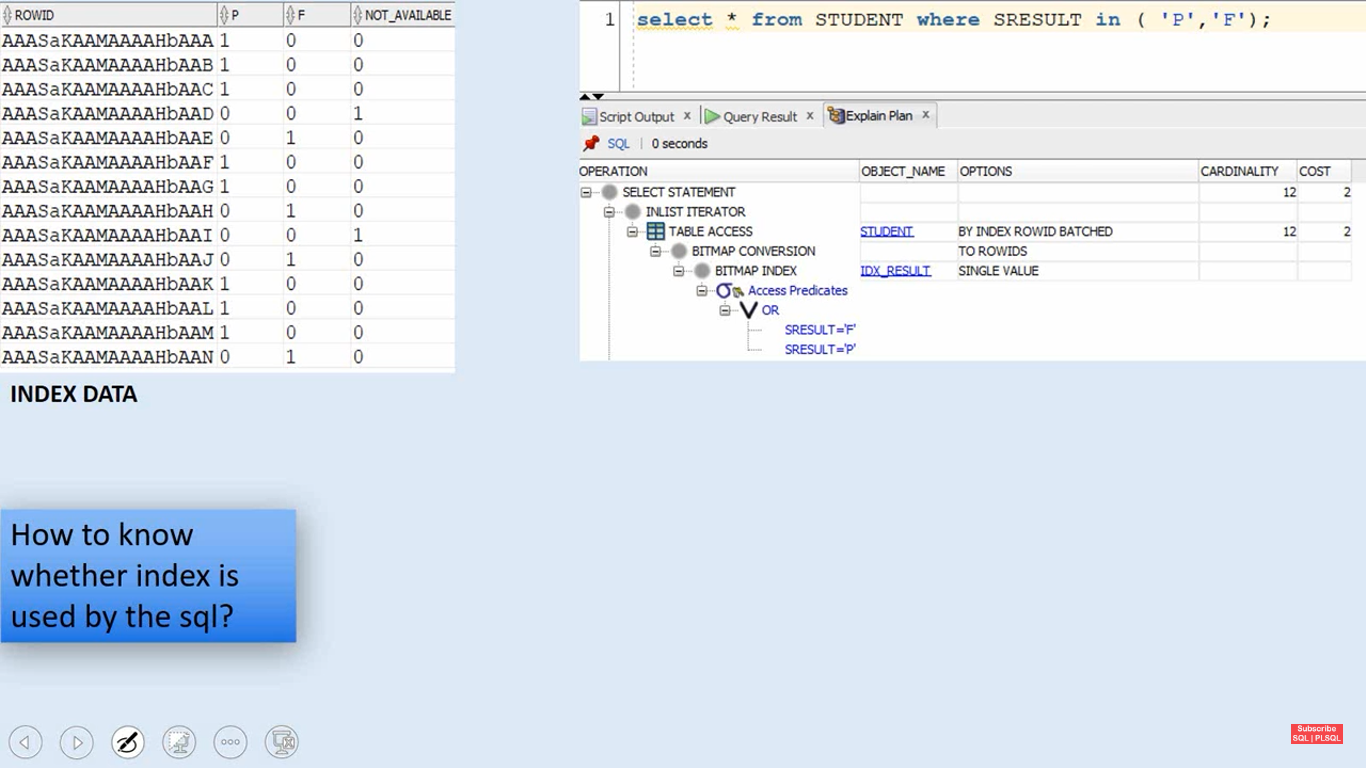 ROWID P F NOT_AVAILABLE
AAASaKAAMAAAAHbAAA 1 0 0
AAASaKAAMAAAAHbAAB 1 0 0
AAASaKAAMAAAAHbAAC 1 0 0
AAASaKAAMAAAAHbAAD 0 0 1
AAASaKAAMAAAAHbAAE 0 1 0
AAASaKAAMAAAAHbAAF 1 0 0
AAASaKAAMAAAAHbAAG 1 0 0
AAASaKAAMAAAAHbAAH 0 1 0
AAASaKAAMAAAAHbAAI 0 0 1
AAASaKAAMAAAAHbAAJ 0 1 0
AAASaKAAMAAAAHbAAK 1 0 0
AAASaKAAMAAAAHbAAL 1 0 0
AAASaKAAMAAAAHbAAM 1 0 0
AAASaKAAMAAAAHbAAN 0 1 0
INDEX DATA
1 select * from STUDENT where SRESULT in ( 'P','F');
Script Output x Query Result x Explain Plan x
SQL | 0 seconds
OPERATION OBJECT_NAME OPTIONS CARDINALITY COST
SELECT STATEMENT 12 2
INLIST ITERATOR
TABLE ACCESS STUDENT BY INDEX ROWID BATCHED 12 2
BITMAP CONVERSION TO ROWIDS
BITMAP INDEX IDX_RESULT SINGLE VALUE
Access Predicates
OR
SRESULT='F'
SRESULT='P'
How to know
whether index is
used by the sql?
Subscribe
SQL | PLSQL